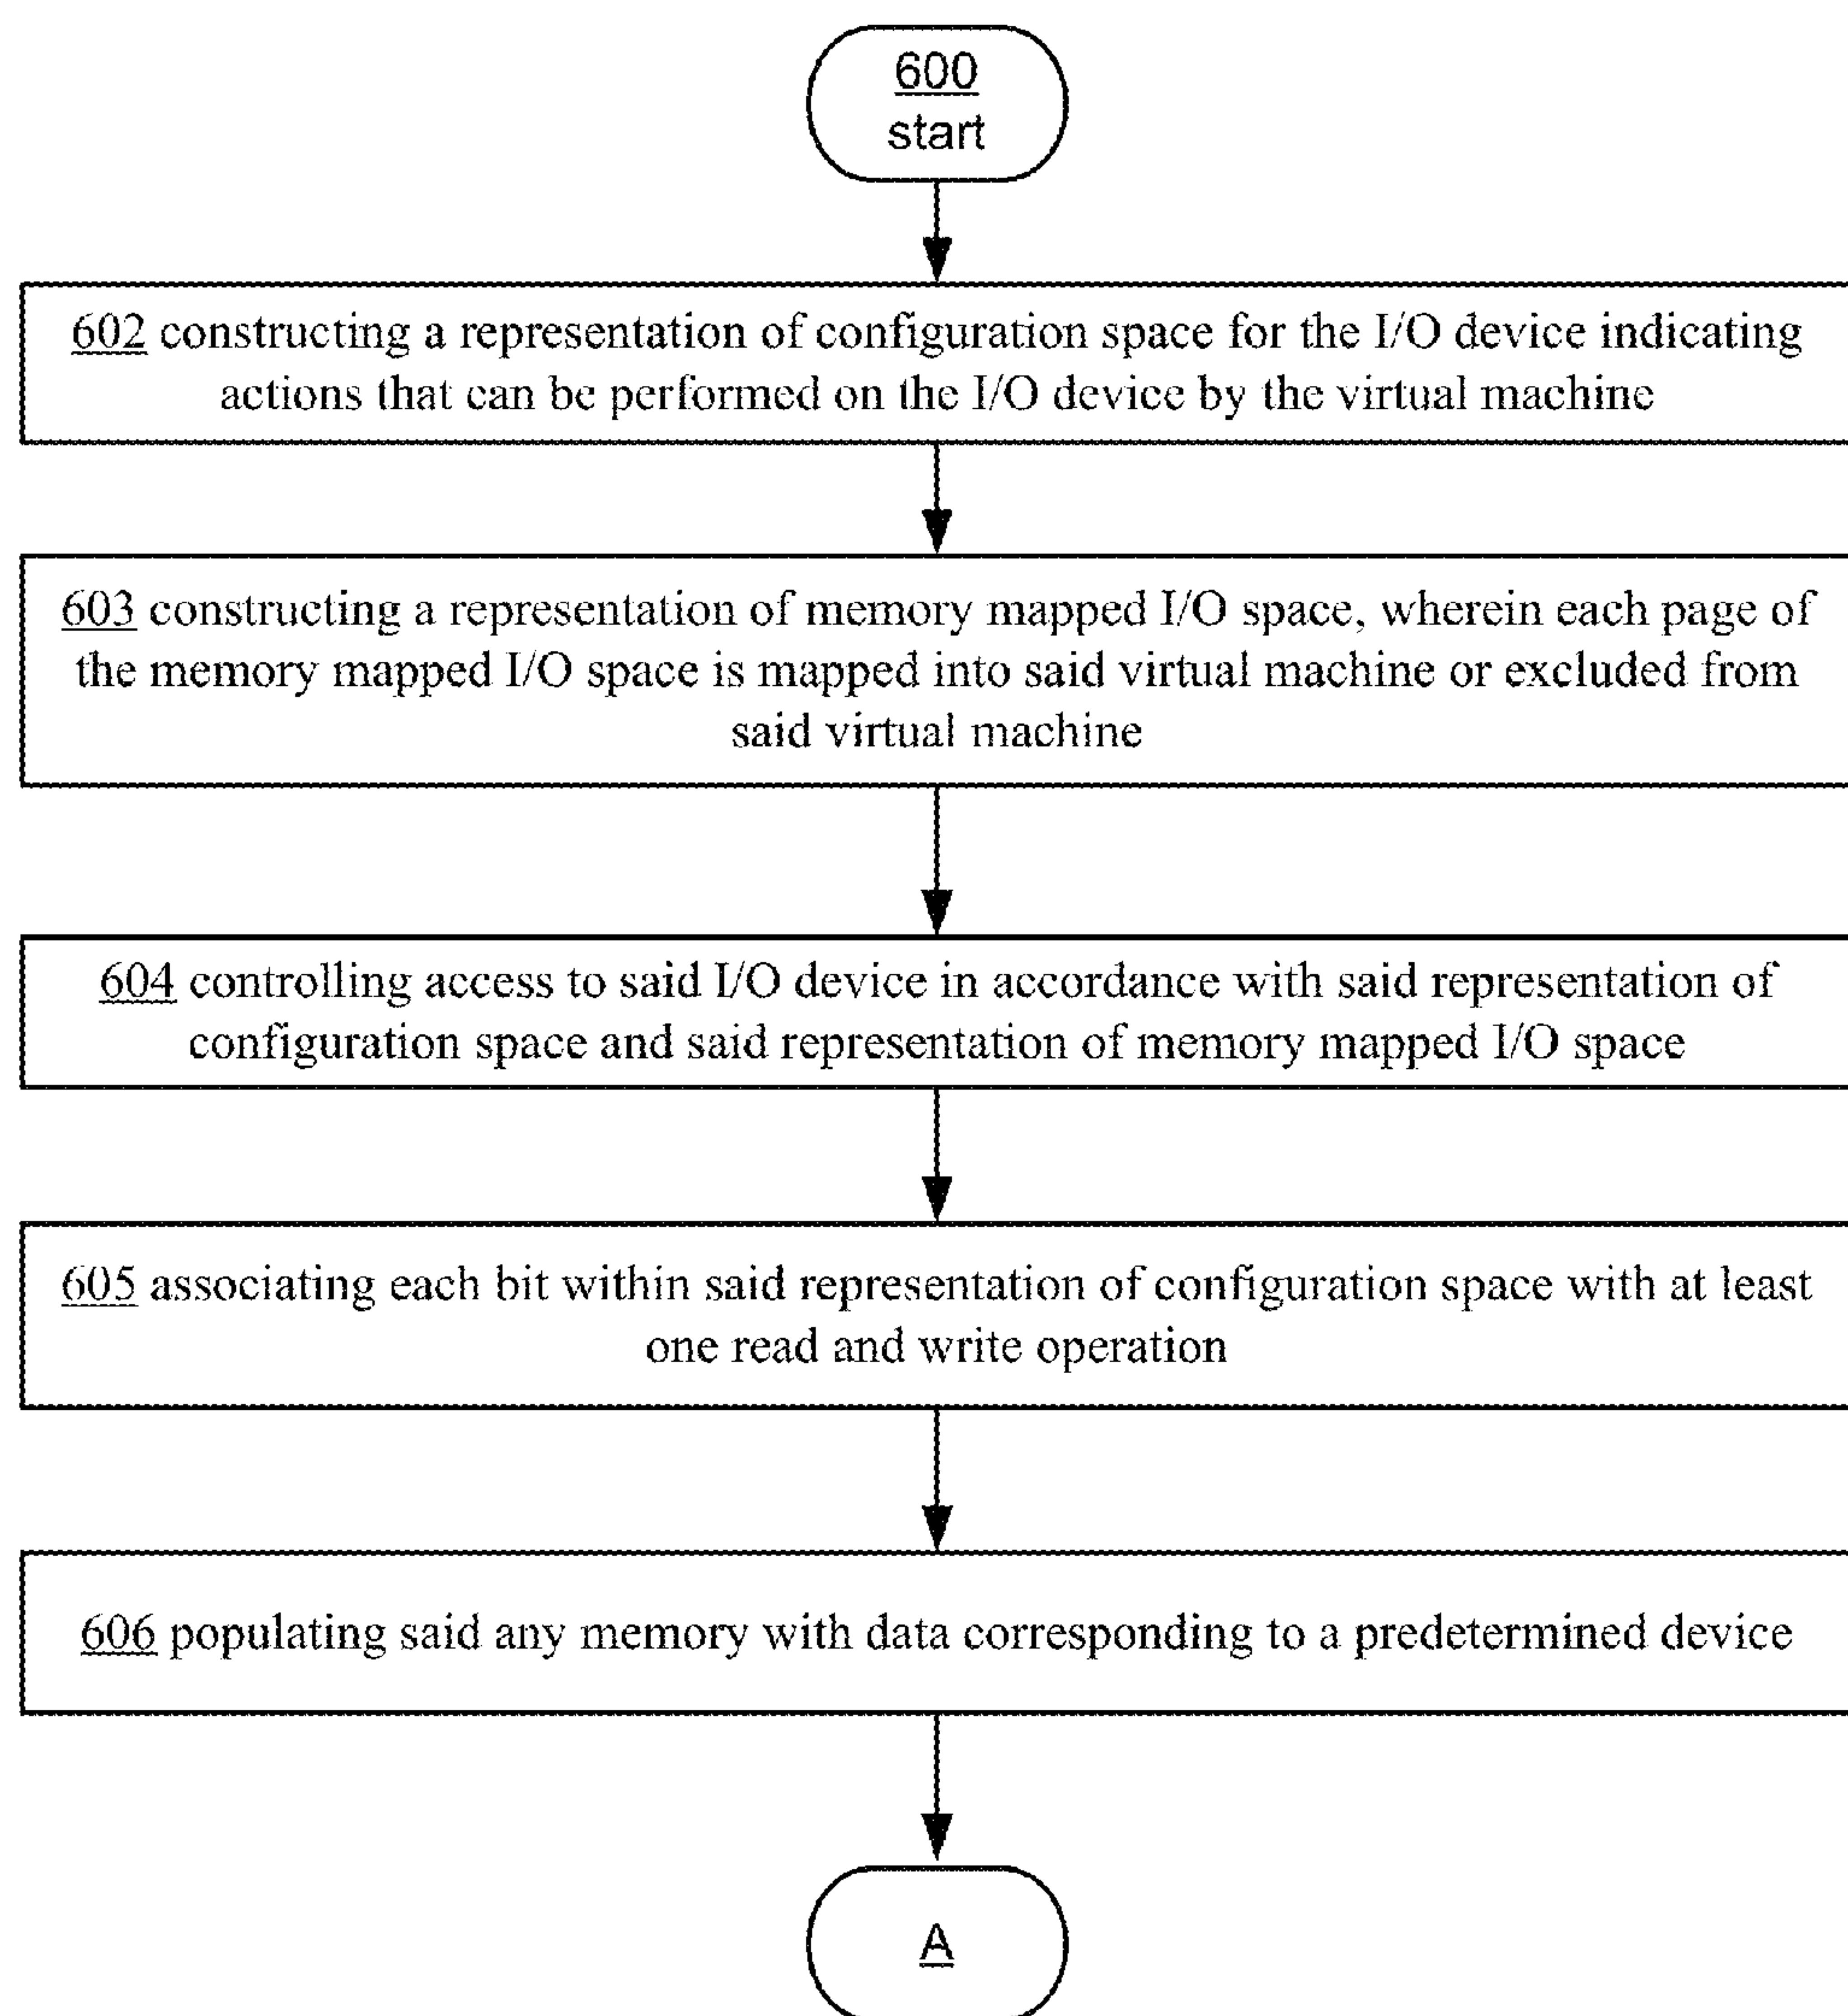 600
start
602 constructing a representation of configuration space for the I/O device indicating
actions that can be performed on the I/O device by the virtual machine
603 constructing a representation of memory mapped I/O space, wherein each page of
the memory mapped I/O space is mapped into said virtual machine or excluded from
said virtual machine
604 controlling access to said I/O device in accordance with said representation of
configuration space and said representation of memory mapped I/O space
605 associating each bit within said representation of configuration space with at least
one read and write operation
606 populating said any memory with data corresponding to a predetermined device
A